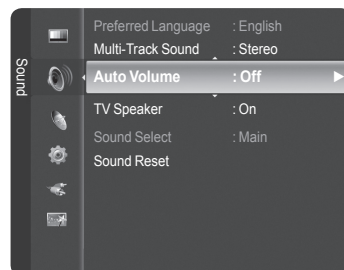 Sound
Preferred Language : English
Multi-Track Sound : Stereo
Auto Volume : Off
TV Speaker : On
Sound Select : Main
Sound Reset